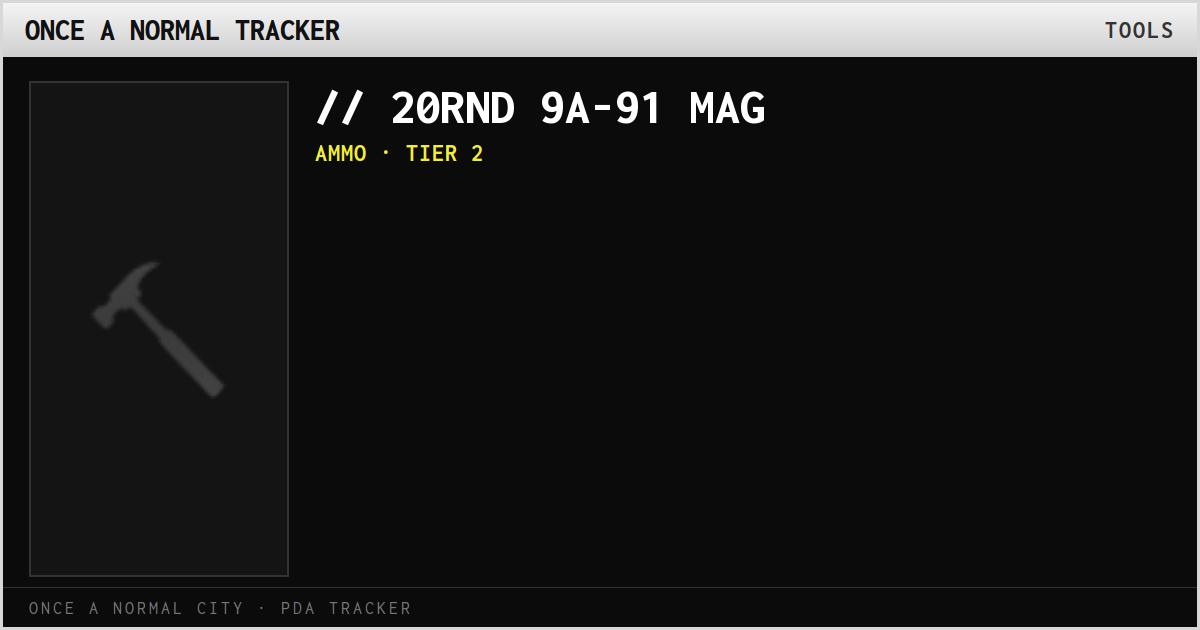 ONCE A NORMAL TRACKER
TOOLS
// 20RND 9A-91 MAG
AMMO · TIER 2
ONCE A NORMAL CITY · PDA TRACKER